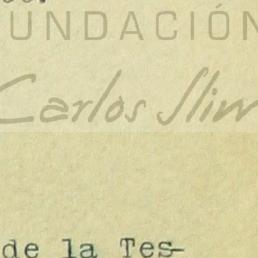 UNDACIÓN
Carlos Slim
de la Tes-